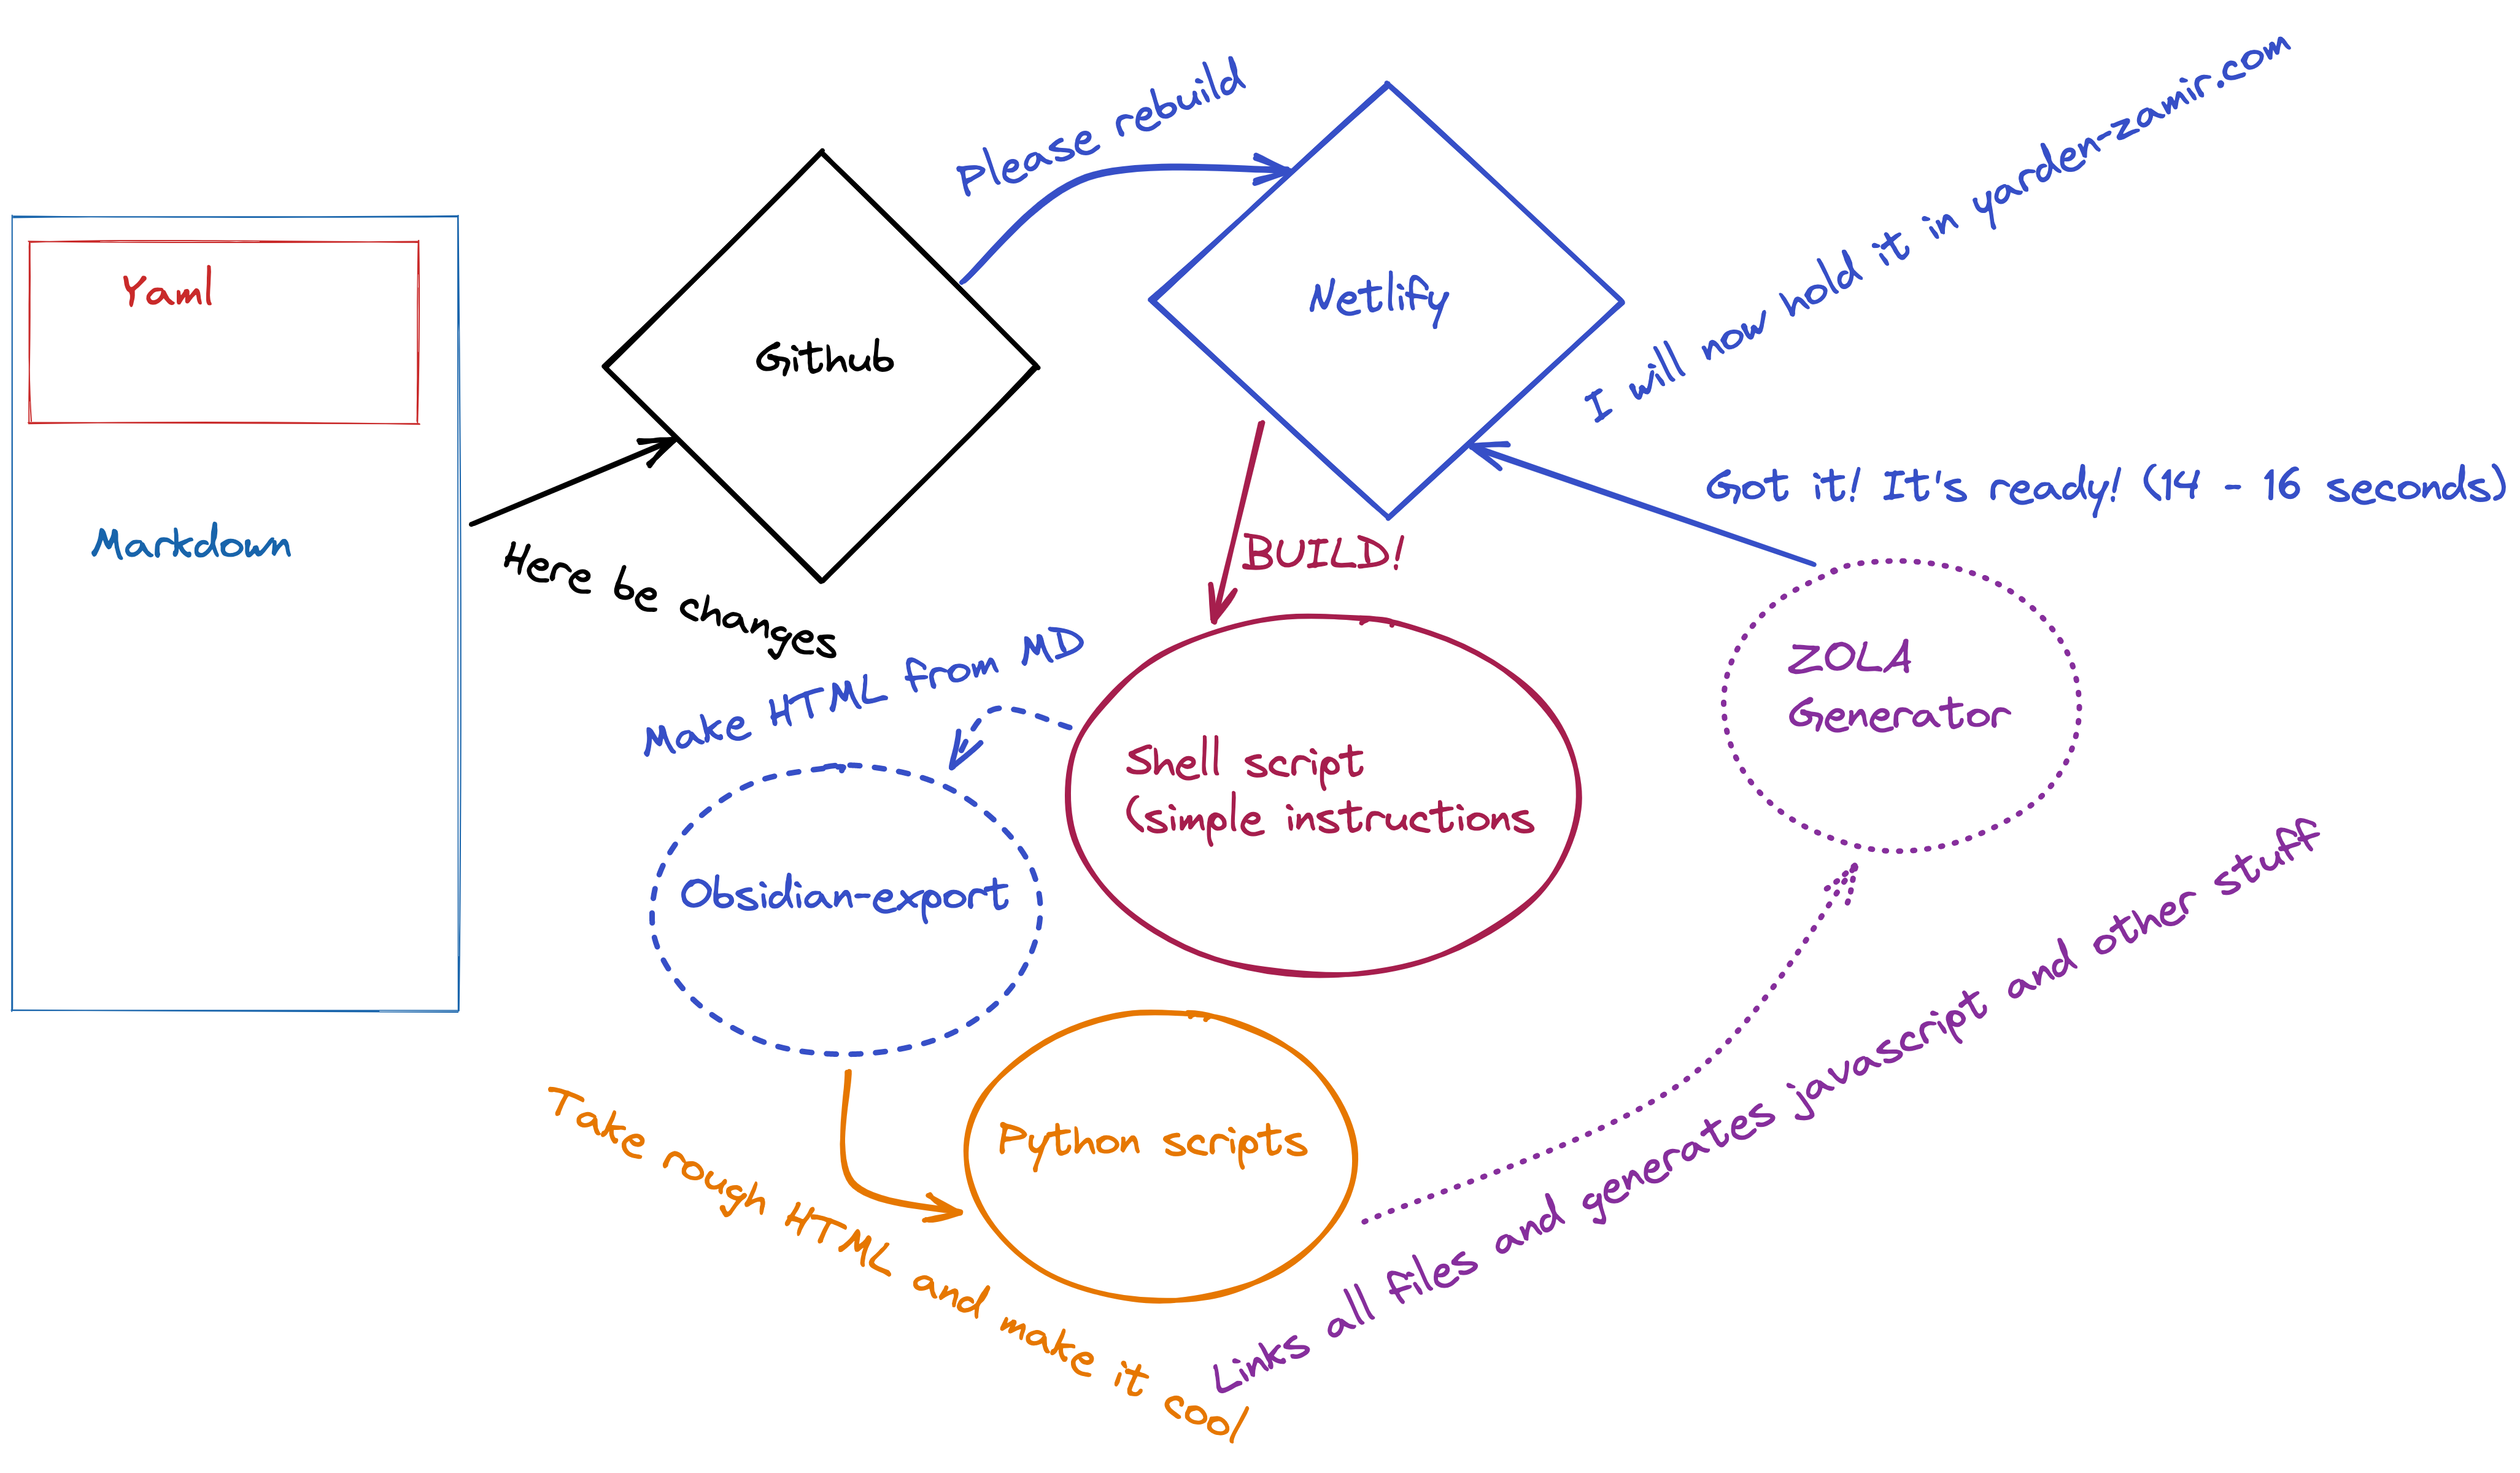 Yaml
Markdown
Here be changes
Github
Please rebuild
Netlify
I will now hold it in yarden-zamir.com
Got it! It's ready! (14 - 16 seconds)
BUILD!
Shell script
(simple instructions
Make HTML from MD
Obsidian-export
Take rough HTML and make it cool
Python scripts
Links all files and generates javascript and other stuff
ZOLA
Generator